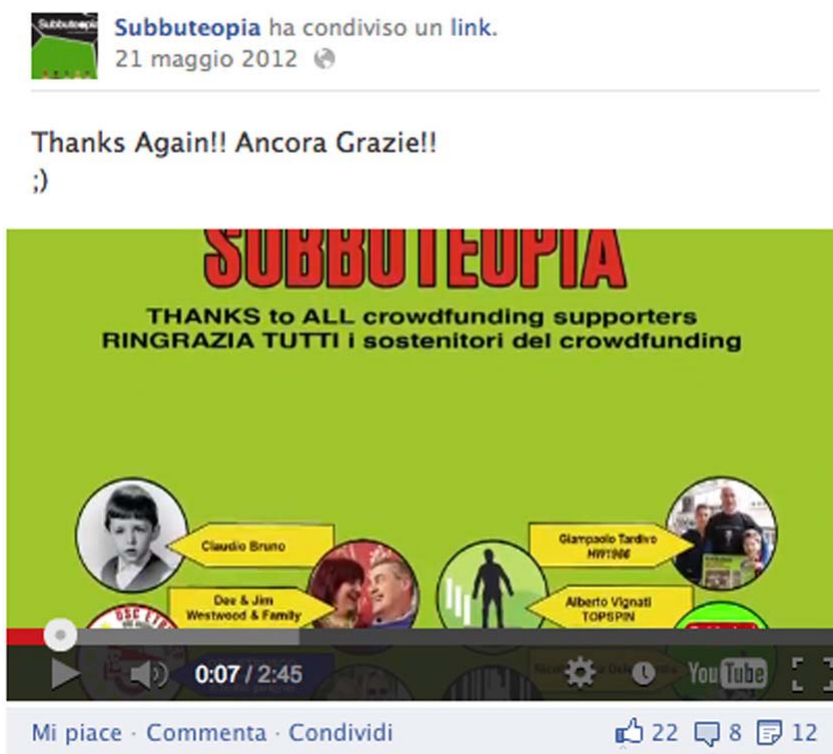 Subbuteopia
Subbuteopia ha condiviso un link.
21 maggio 2012
Thanks Again!! Ancora Grazie!!
;)
SUBBUTEOPIA
THANKS to ALL crowdfunding supporters
RINGRAZIA TUTTI i sostenitori del crowdfunding
Claudio Bruno
Giampaolo Tardivo
HW1966
Dee & Jim
Westwood & Family
Alberto Vignati
TOPSPIN
0:07 / 2:45
YouTube
Mi piace · Commenta · Condividi
22 8 12